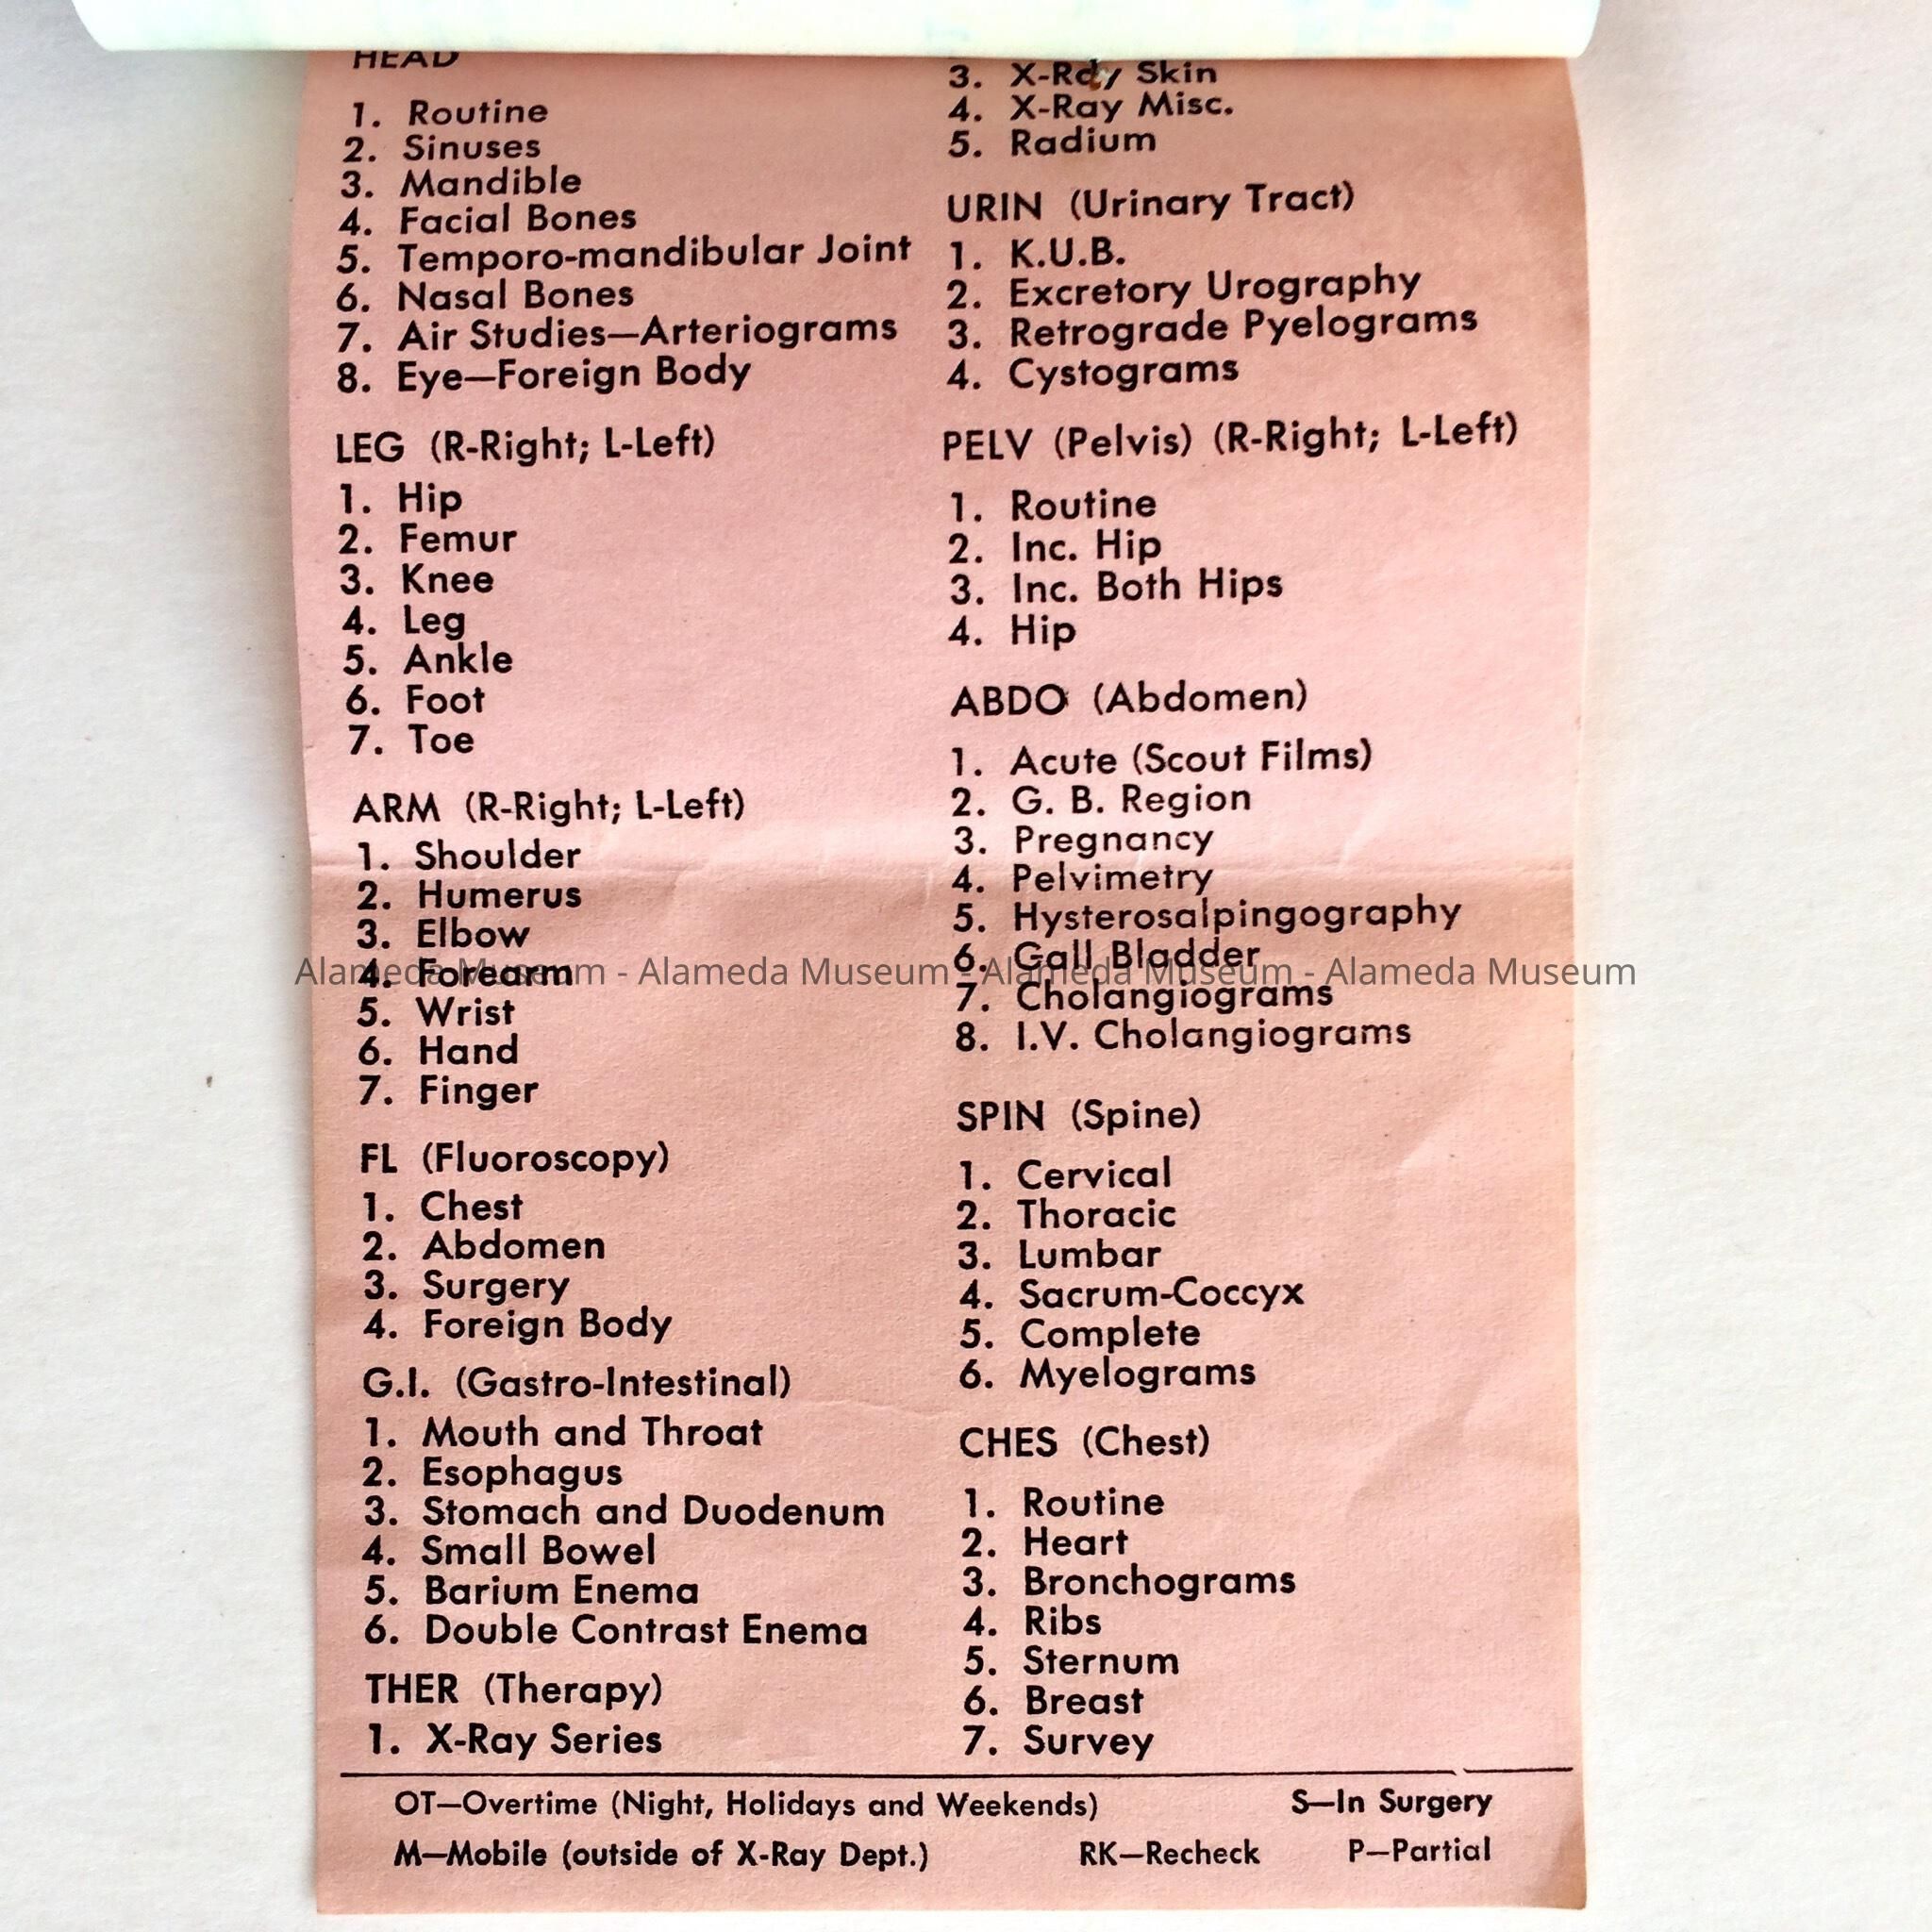 HEAD
1. Routine
2. Sinuses
3. Mandible
4. Facial Bones
5. Temporo-mandibular Joint
6. Nasal Bones
7. Air Studies—Arteriograms
8. Eye—Foreign Body
LEG (R-Right; L-Left)
1. Hip
2. Femur
3. Knee
4. Leg
5. Ankle
6. Foot
7. Toe
ARM (R-Right; L-Left)
1. Shoulder
2. Humerus
3. Elbow
4. Forearm
5. Wrist
6. Hand
7. Finger
FL (Fluoroscopy)
1. Chest
2. Abdomen
3. Surgery
4. Foreign Body
G.I. (Gastro-Intestinal)
1. Mouth and Throat
2. Esophagus
3. Stomach and Duodenum
4. Small Bowel
5. Barium Enema
6. Double Contrast Enema
THER (Therapy)
1. X-Ray Series
3. X-Ray Skin
4. X-Ray Misc.
5. Radium
URIN (Urinary Tract)
1. K.U.B.
2. Excretory Urography
3. Retrograde Pyelograms
4. Cystograms
PELV (Pelvis) (R-Right; L-Left)
1. Routine
2. Inc. Hip
3. Inc. Both Hips
4. Hip
ABDO (Abdomen)
1. Acute (Scout Films)
2. G. B. Region
3. Pregnancy
4. Pelvimetry
5. Hysterosalpingography
6. Gall Bladder
7. Cholangiograms
8. I.V. Cholangiograms
SPIN (Spine)
1. Cervical
2. Thoracic
3. Lumbar
4. Sacrum-Coccyx
5. Complete
6. Myelograms
CHES (Chest)
1. Routine
2. Heart
3. Bronchograms
4. Ribs
5. Sternum
6. Breast
7. Survey
OT—Overtime (Night, Holidays and Weekends) S—In Surgery
M—Mobile (outside of X-Ray Dept.) RK—Recheck P—Partial
Alameda Museum - Alameda Museum - Alameda Museum - Alameda Museum